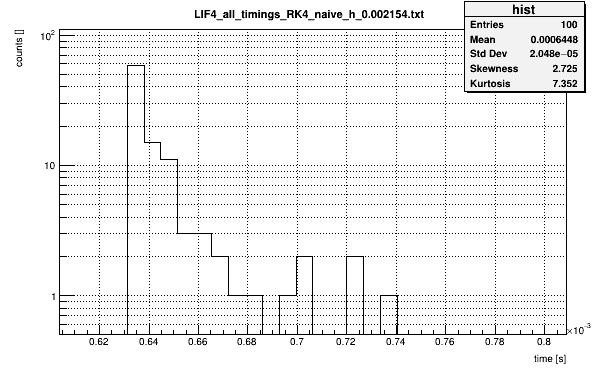 LIF4_all_timings_RK4_naive_h_0.002154.txt
hist
Entries 100
Mean 0.0006448
Std Dev 2.048e−05
Skewness 2.725
Kurtosis 7.352
counts []
10²
10
1
0.62 0.64 0.66 0.68 0.7 0.72 0.74 0.76 0.78 0.8
×10⁻³
time [s]